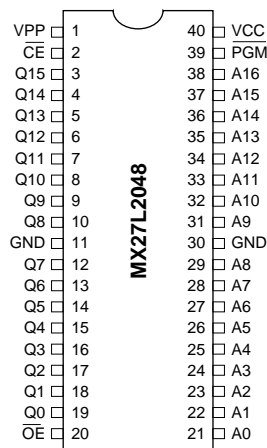 VPP 1 40 VCC
CE 2 39 PGM
Q15 3 38 A16
Q14 4 37 A15
Q13 5 36 A14
Q12 6 35 A13
Q11 7 34 A12
Q10 8 33 A11
Q9 9 32 A10
Q8 10 31 A9
GND 11 30 GND
Q7 12 29 A8
Q6 13 28 A7
Q5 14 27 A6
Q4 15 26 A5
Q3 16 25 A4
Q2 17 24 A3
Q1 18 23 A2
Q0 19 22 A1
OE 20 21 A0
MX27L2048